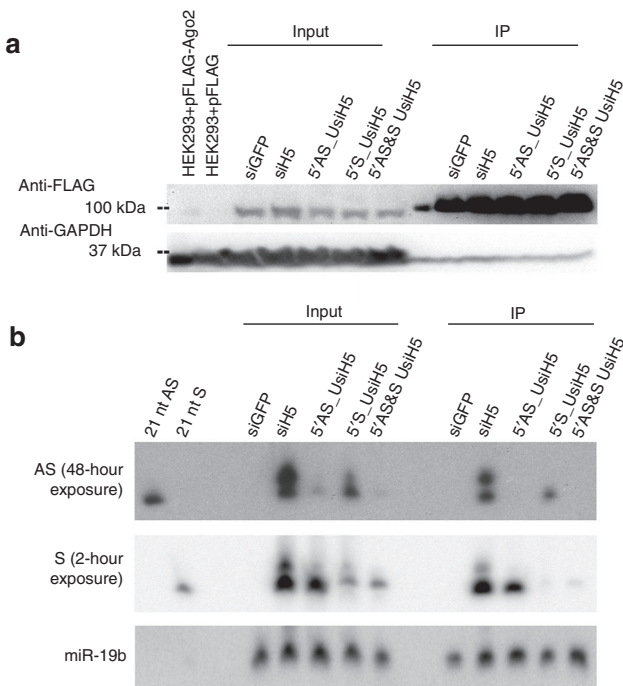 a
HEK293+pFLAG-Ago2
HEK293+pFLAG
Input
IP
siGFP
siH5
5′AS_UsiH5
5′S_UsiH5
5′AS&S UsiH5
siGFP
siH5
5′AS_UsiH5
5′S_UsiH5
5′AS&S UsiH5
Anti-FLAG
100 kDa
Anti-GAPDH
37 kDa
b
Input
IP
21 nt AS
21 nt S
siGFP
siH5
5′AS_UsiH5
5′S_UsiH5
5′AS&S UsiH5
siGFP
siH5
5′AS_UsiH5
5′S_UsiH5
5′AS&S UsiH5
AS (48-hour
exposure)
S (2-hour
exposure)
miR-19b